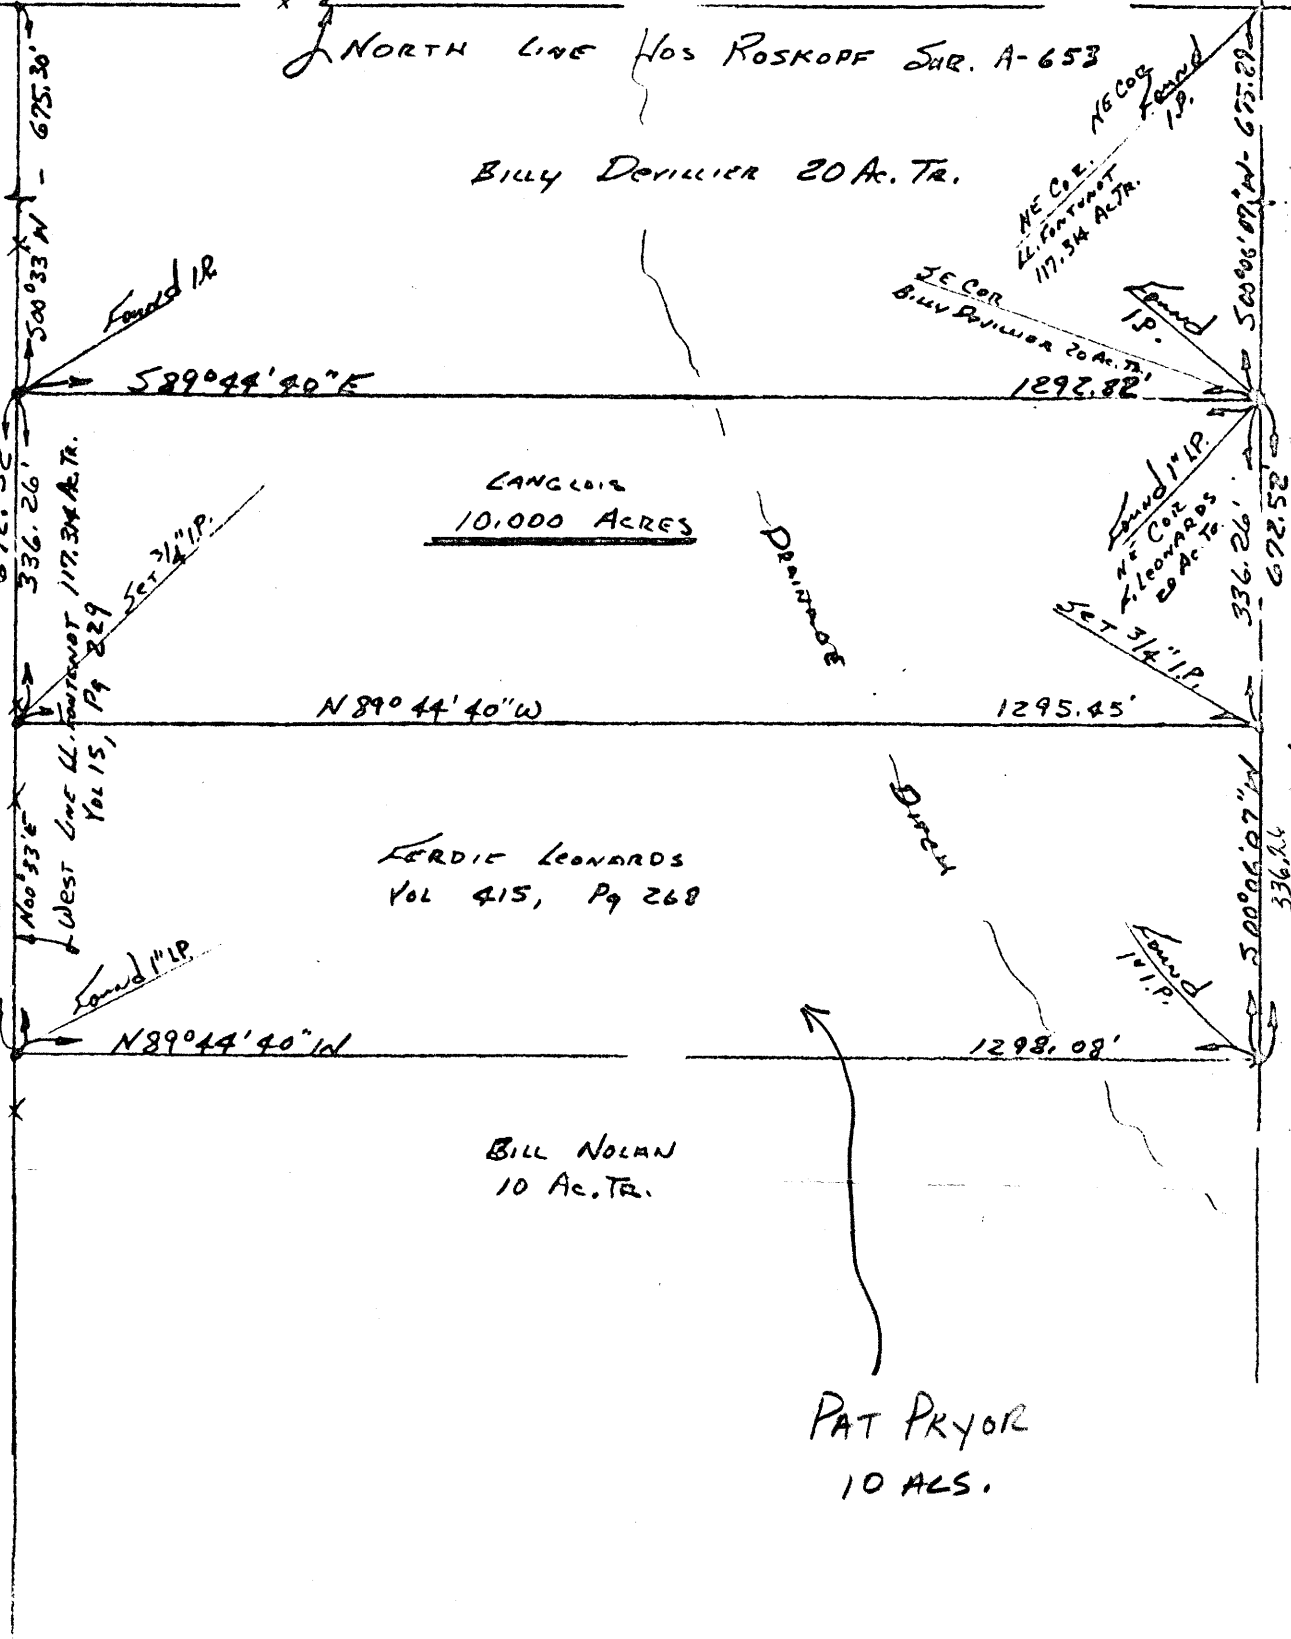 NORTH LINE HOS ROSKOPF SUR. A-653
BILLY DEVILLIER 20 Ac. TR.
S00°33'W - 675.30'
NE COR
Found
I.P.
NE COR.
LL. FONTUNOT
117.314 Ac.TR.
S00°06'07"W - 675.29
Found I.P.
SE COR
BILLY DEVILLIER 20 Ac. TR.
Found
I.P.
S89°44'40"E
1292.82'
336.26'
LANGLOIS
10.000 ACRES
Found 1" I.P.
NE COR
F. LEONARDS
20 Ac. TR.
336.26'
672.52'
Set 3/4" I.P.
DRAINAGE
Set 3/4" I.P.
WEST LINE LL. FONTENOT 117.314 Ac.TR.
Vol 15, Pg 229
N89°44'40"W
1295.45'
N00°33'E
FERDIE LEONARDS
Vol 415, Pg 268
DITCH
S00°06'07"W
336.26
Found 1" I.P.
Found
1" I.P.
N89°44'40"W
1298.08'
BILL NOLAN
10 Ac. TR.
PAT PRYOR
10 ACS.